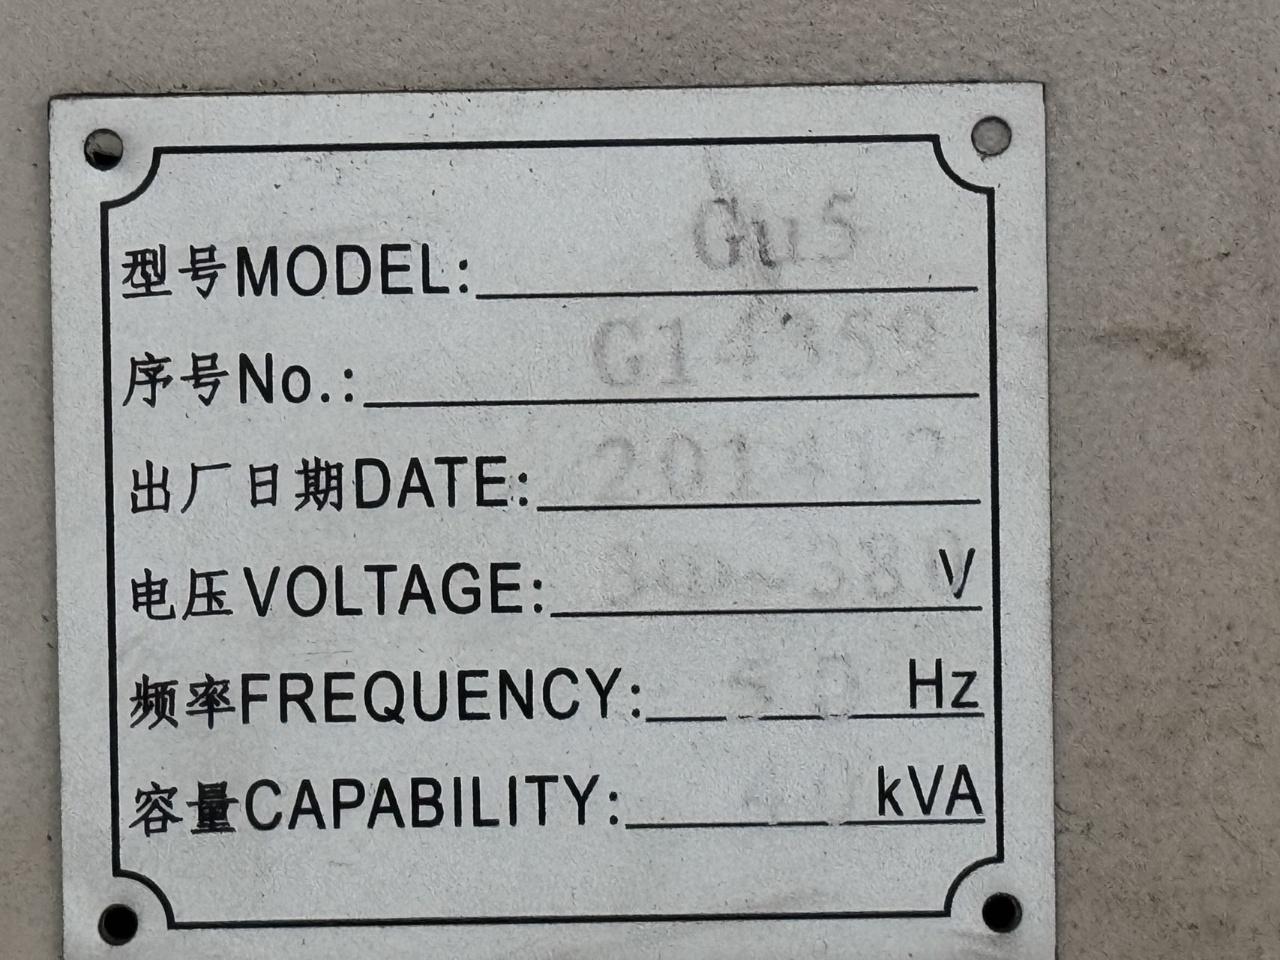 型号MODEL: Gu5
序号No.: G14359
出厂日期DATE:
电压VOLTAGE: V
频率FREQUENCY: Hz
容量CAPABILITY: kVA